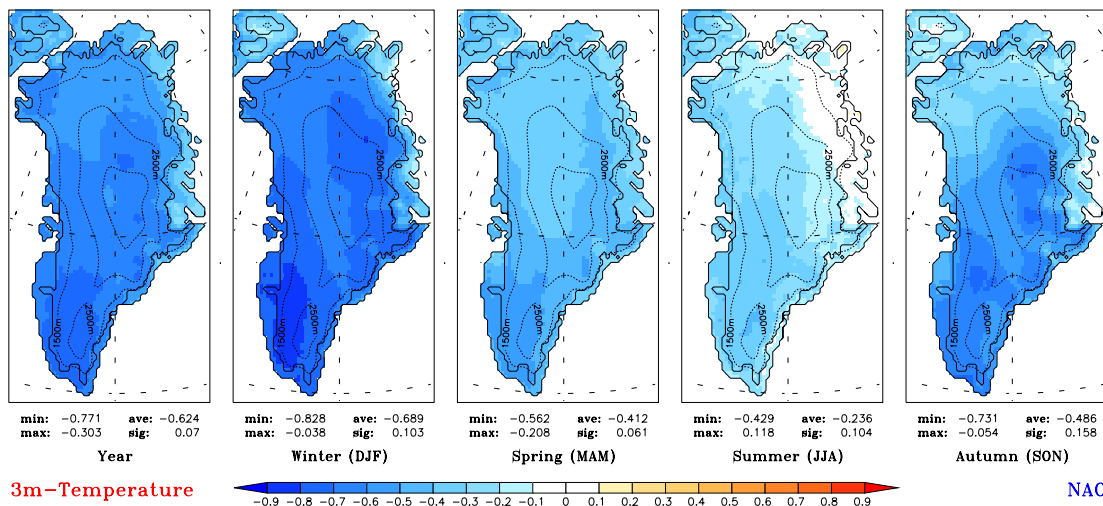 2500m 2500m 2500m 2500m 2500m
1500m 2500m 1500m 2500m 1500m 2500m 1500m 2500m 1500m 2500m
min: −0.771 ave: −0.624 min: −0.828 ave: −0.689 min: −0.562 ave: −0.412 min: −0.429 ave: −0.236 min: −0.731 ave: −0.486
max: −0.303 sig: 0.07 max: −0.038 sig: 0.103 max: −0.208 sig: 0.061 max: 0.118 sig: 0.104 max: −0.054 sig: 0.158
Year Winter (DJF) Spring (MAM) Summer (JJA) Autumn (SON)
3m−Temperature NAO
−0.9 −0.8 −0.7 −0.6 −0.5 −0.4 −0.3 −0.2 −0.1 0 0.1 0.2 0.3 0.4 0.5 0.6 0.7 0.8 0.9